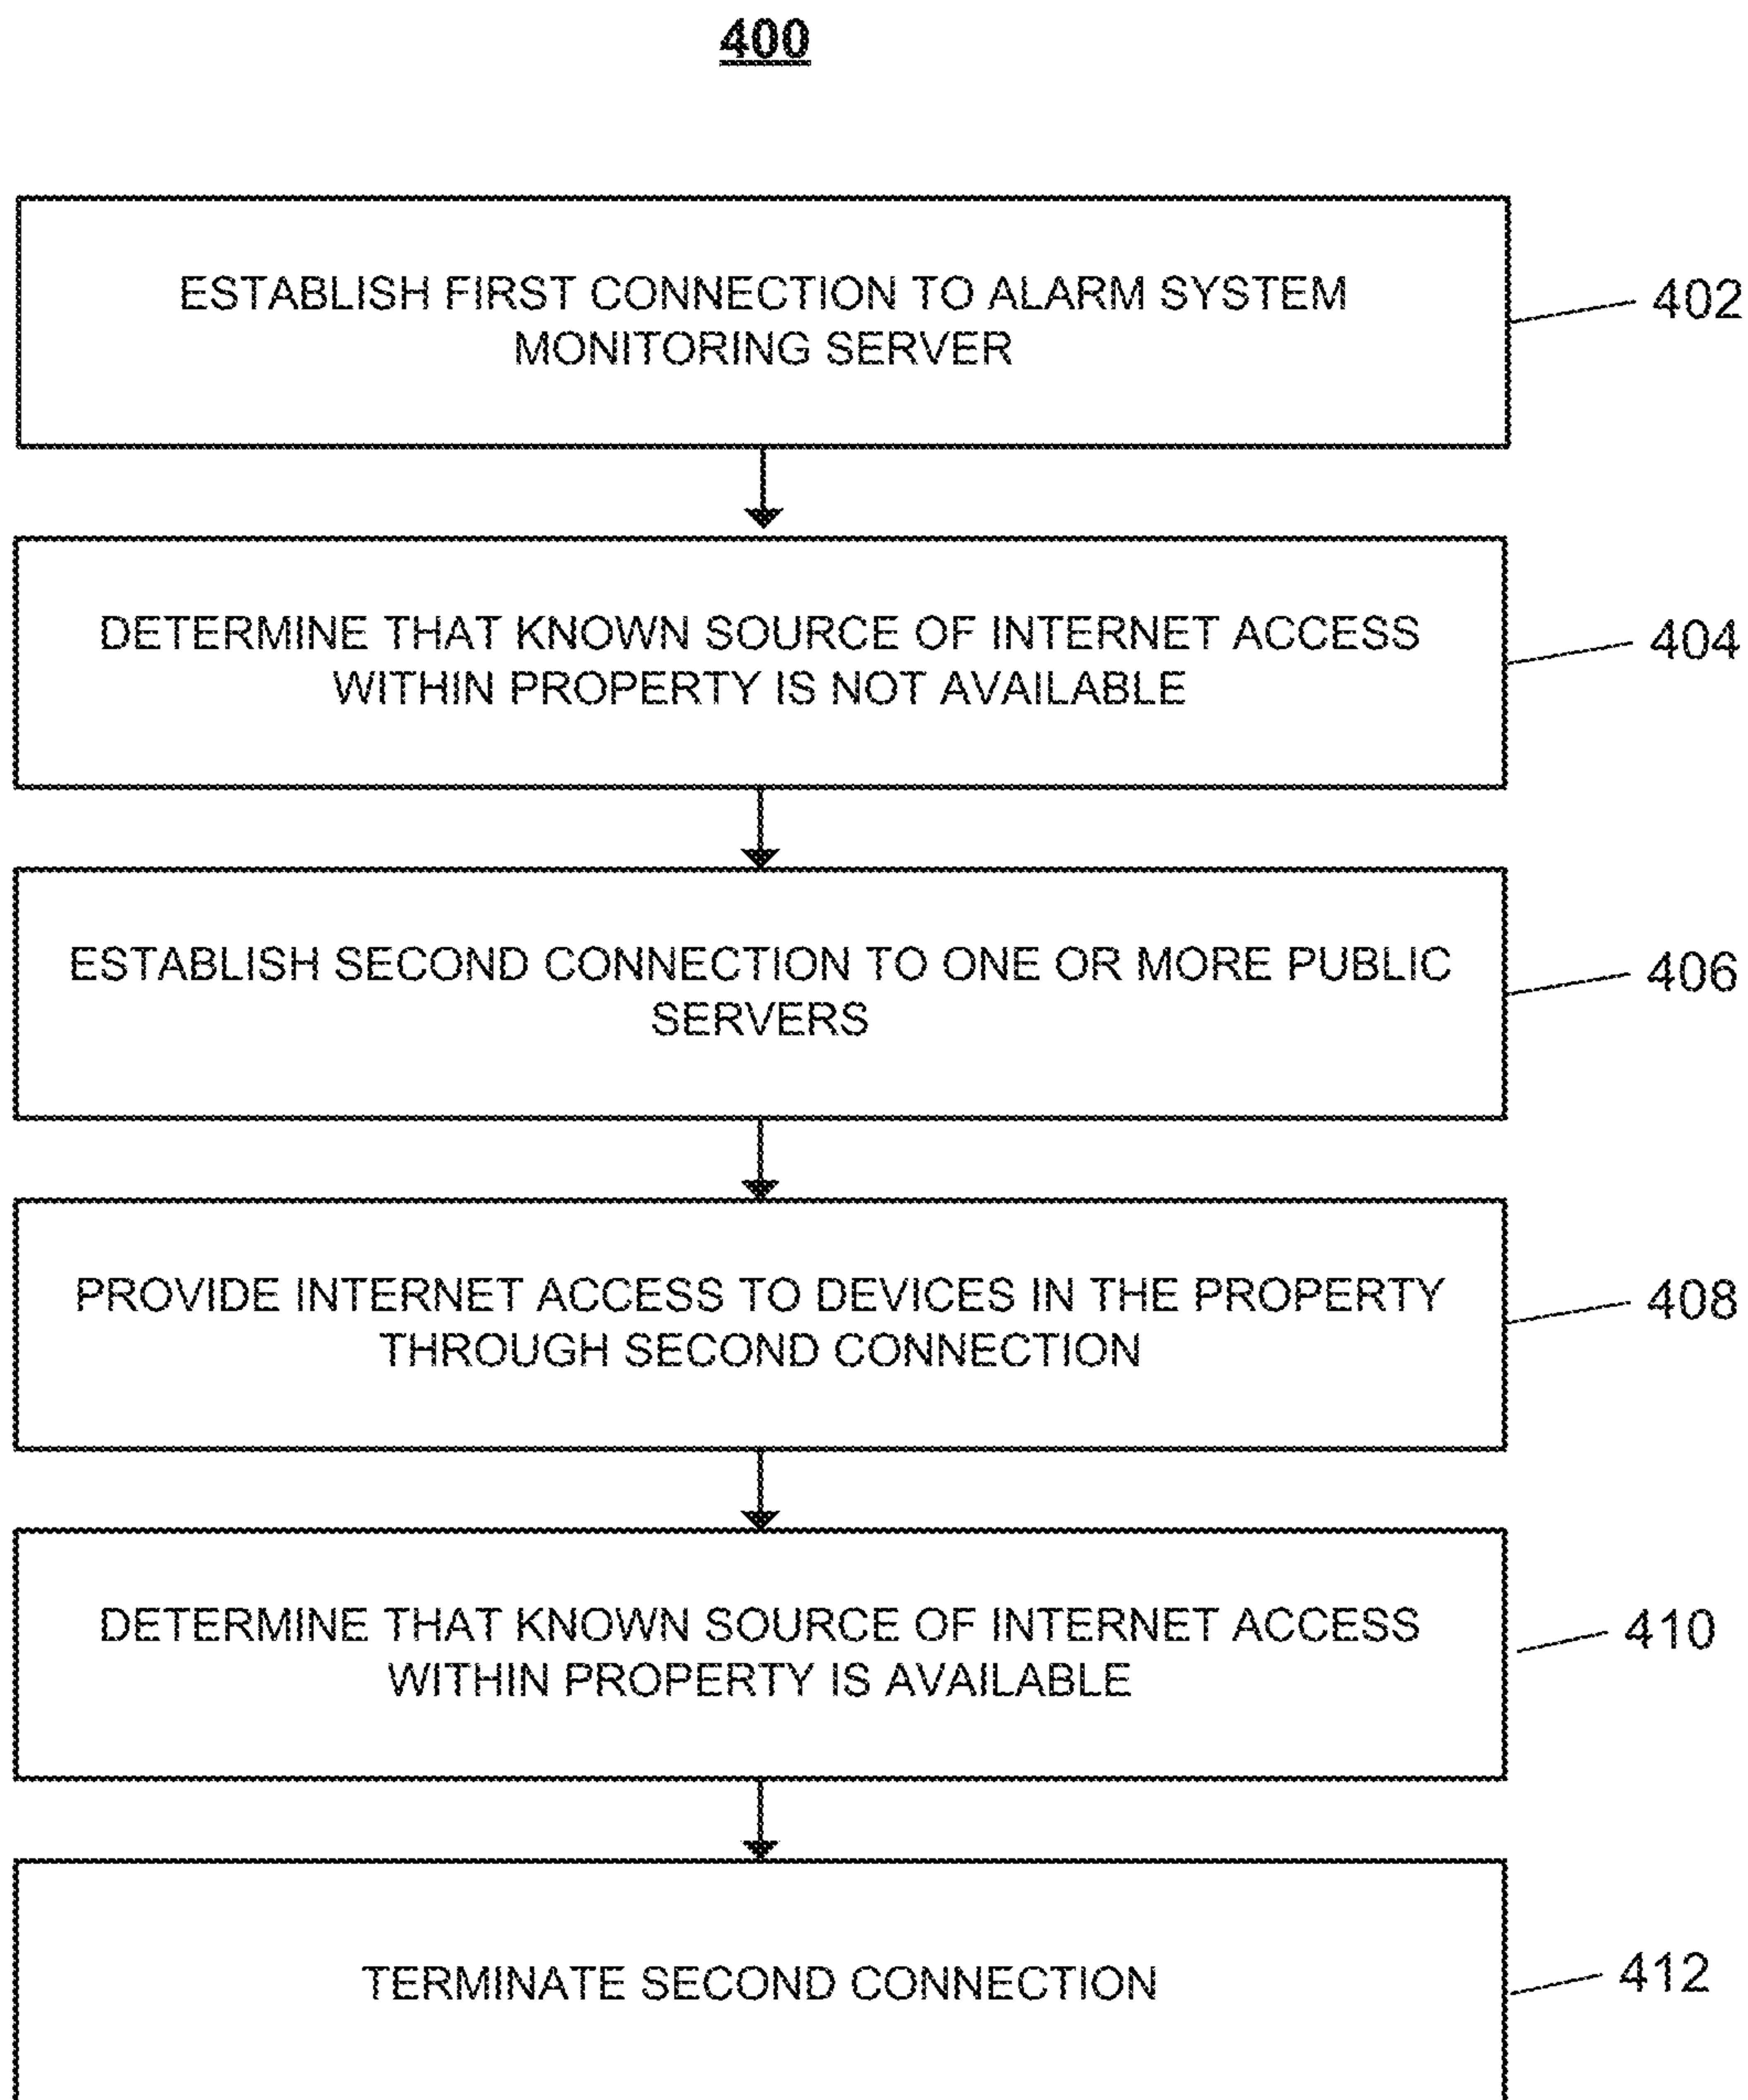 400
ESTABLISH FIRST CONNECTION TO ALARM SYSTEM
MONITORING SERVER
402
DETERMINE THAT KNOWN SOURCE OF INTERNET ACCESS
WITHIN PROPERTY IS NOT AVAILABLE
404
ESTABLISH SECOND CONNECTION TO ONE OR MORE PUBLIC
SERVERS
406
PROVIDE INTERNET ACCESS TO DEVICES IN THE PROPERTY
THROUGH SECOND CONNECTION
408
DETERMINE THAT KNOWN SOURCE OF INTERNET ACCESS
WITHIN PROPERTY IS AVAILABLE
410
TERMINATE SECOND CONNECTION
412